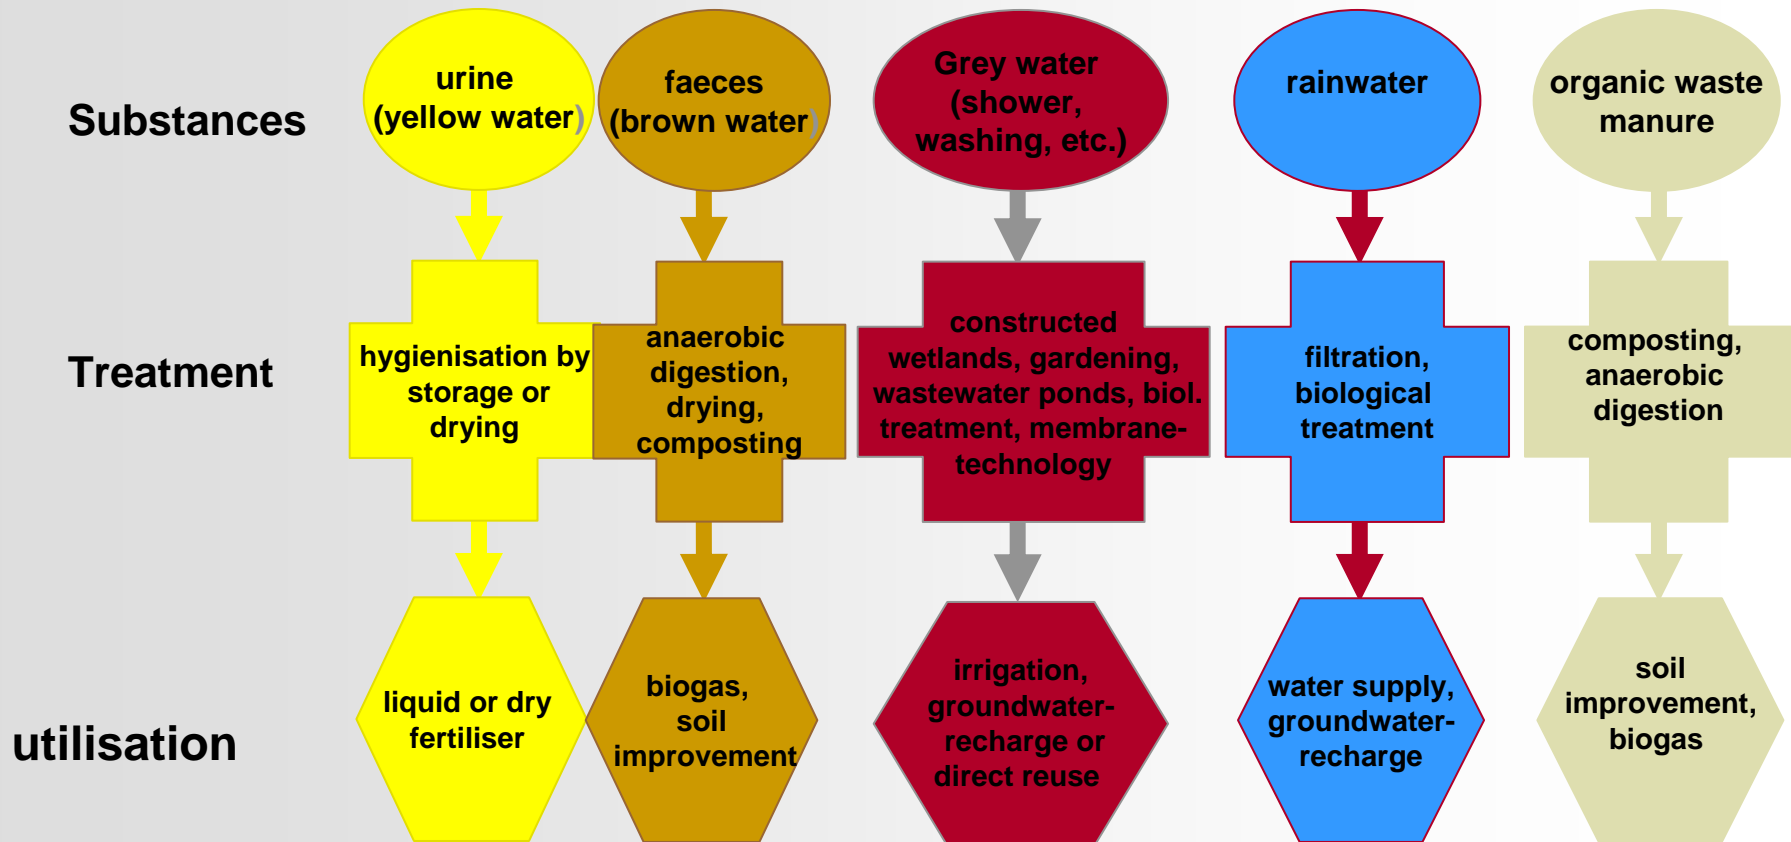 Substances
urine
(yellow water)
faeces
(brown water)
Grey water
(shower,
washing, etc.)
rainwater
organic waste
manure
Treatment
hygienisation by
storage or
drying
anaerobic
digestion,
drying,
composting
constructed
wetlands, gardening,
wastewater ponds, biol.
treatment, membrane-
technology
filtration,
biological
treatment
composting,
anaerobic
digestion
utilisation
liquid or dry
fertiliser
biogas,
soil
improvement
irrigation,
groundwater-
recharge or
direct reuse
water supply,
groundwater-
recharge
soil
improvement,
biogas